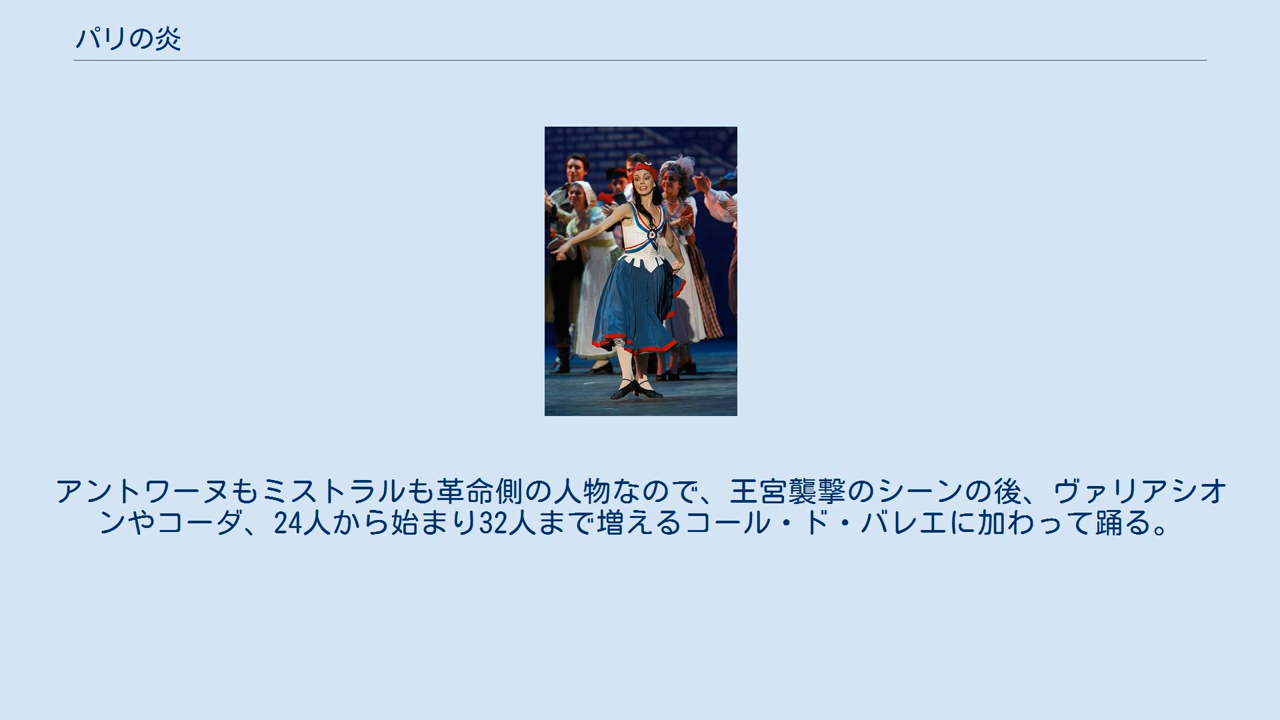 パリの炎
アントワーヌもミストラルも革命側の人物なので、王宮襲撃のシーンの後、ヴァリアシオ
ンやコーダ、24人から始まり32人まで増えるコール・ド・バレエに加わって踊る。